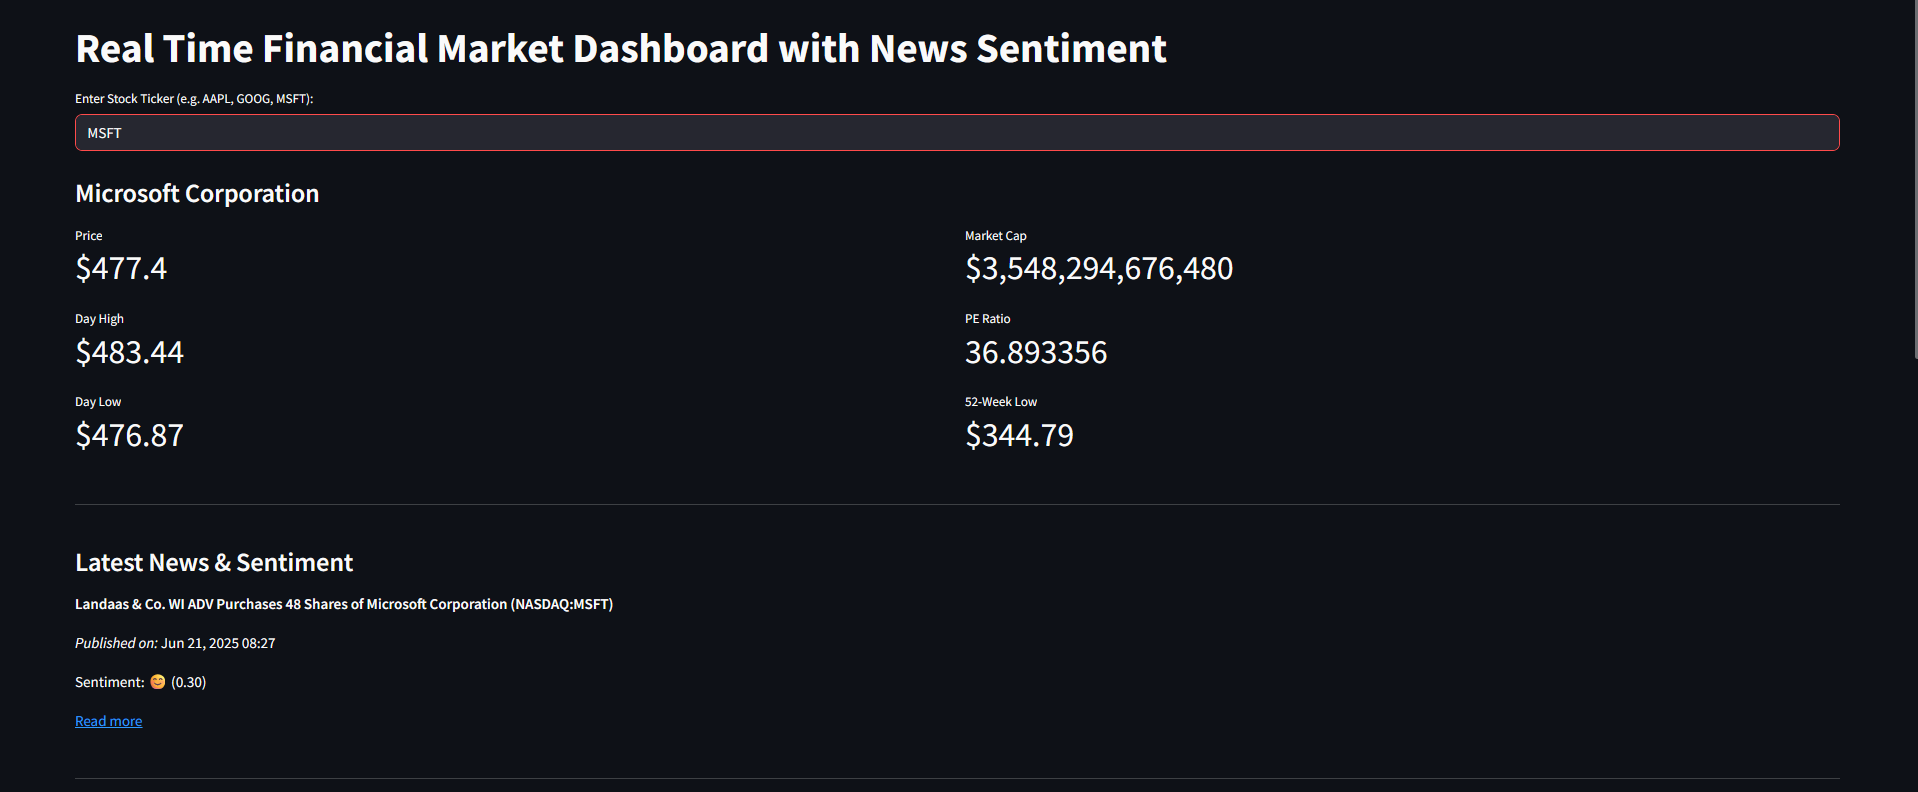 Real Time Financial Market Dashboard with News Sentiment
Enter Stock Ticker (e.g. AAPL, GOOG, MSFT):
MSFT
Microsoft Corporation
Price
$477.4
Market Cap
$3,548,294,676,480
Day High
$483.44
PE Ratio
36.893356
Day Low
$476.87
52-Week Low
$344.79
Latest News & Sentiment
Landaas & Co. WI ADV Purchases 48 Shares of Microsoft Corporation (NASDAQ:MSFT)
Published on: Jun 21, 2025 08:27
Sentiment: 😊 (0.30)
Read more